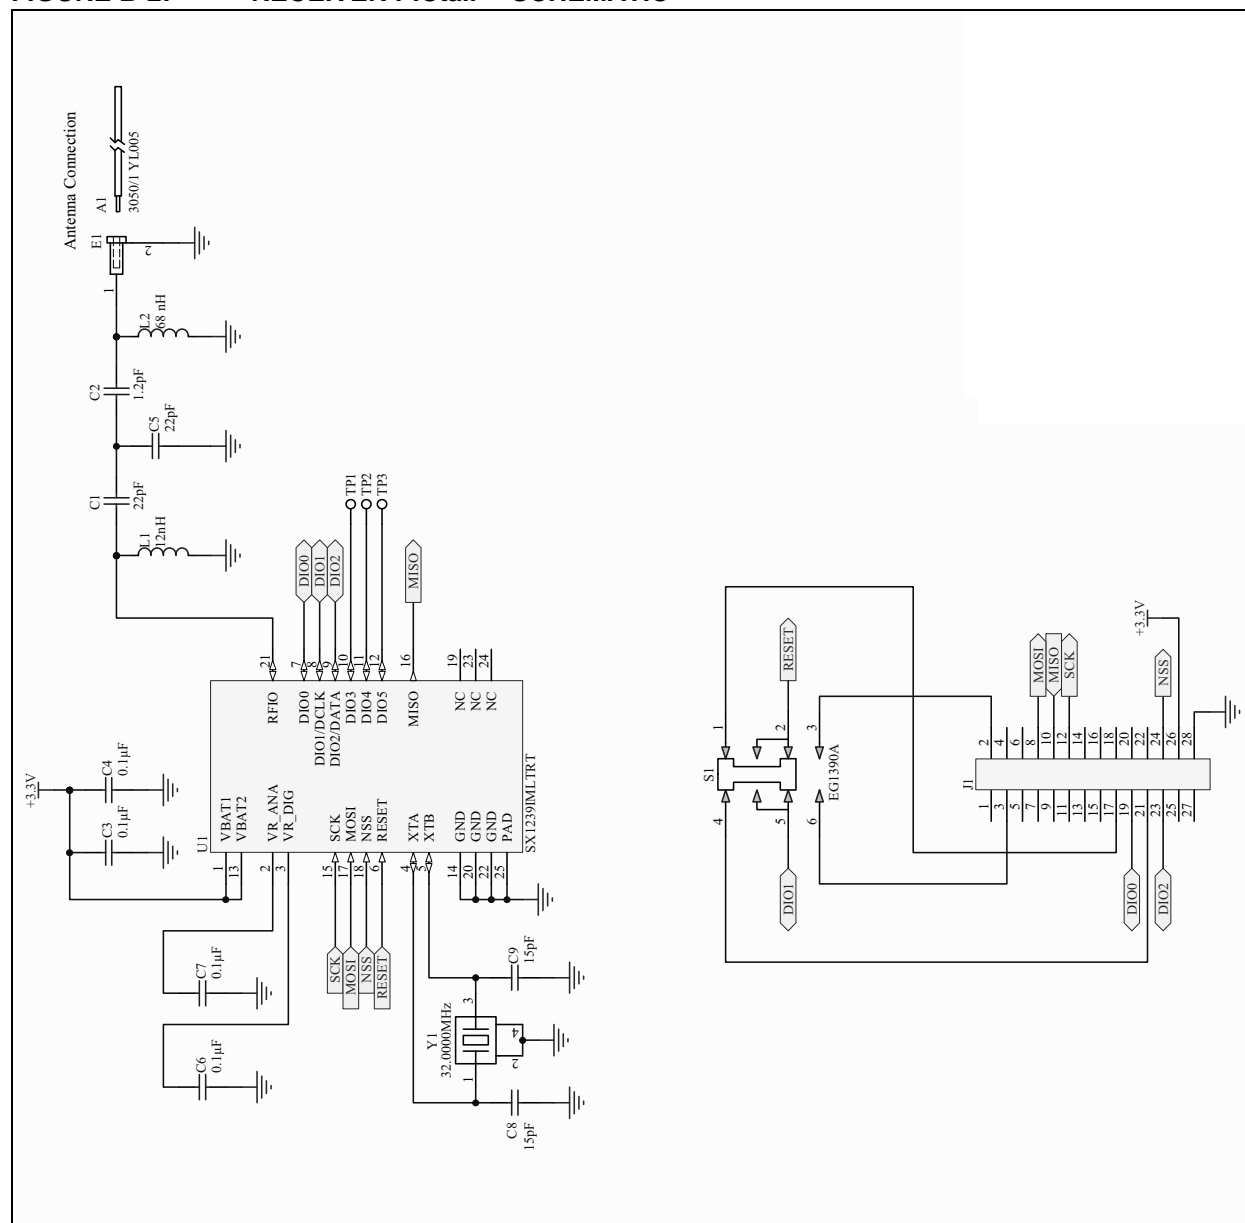 Antenna Connection
A1
3050/1 YL005
E1
2
1
L2
68 nH
C2
1.2pF
C5
22pF
C1
22pF
L1
12nH
DIO0
DIO1
DIO2
TP1
TP2
TP3
MISO
21
7
8
9
10
11
12
16
19
23
24
RFIO
DIO0
DIO1/DCLK
DIO2/DATA
DIO3
DIO4
DIO5
MISO
NC
NC
NC
+3.3V
C4
0.1µF
C3
0.1µF
U1
VBAT1
VBAT2
VR_ANA
VR_DIG
SCK
MOSI
NSS
RESET
XTA
XTB
GND
GND
GND
PAD
SX1239IMLTRT
1
13
2
3
15
17
18
6
4
5
14
20
22
25
C7
0.1µF
C6
0.1µF
SCK
MOSI
NSS
RESET
C9
15pF
Y1
32.0000MHz
3
4
2
1
C8
15pF
RESET
1
2
3
S1
EG1390A
4
5
6
DIO1
+3.3V
MOSI
MISO
SCK
NSS
2
4
6
8
10
12
14
16
18
20
22
24
26
28
J1
1
3
5
7
9
11
13
15
17
19
21
23
25
27
DIO0
DIO2